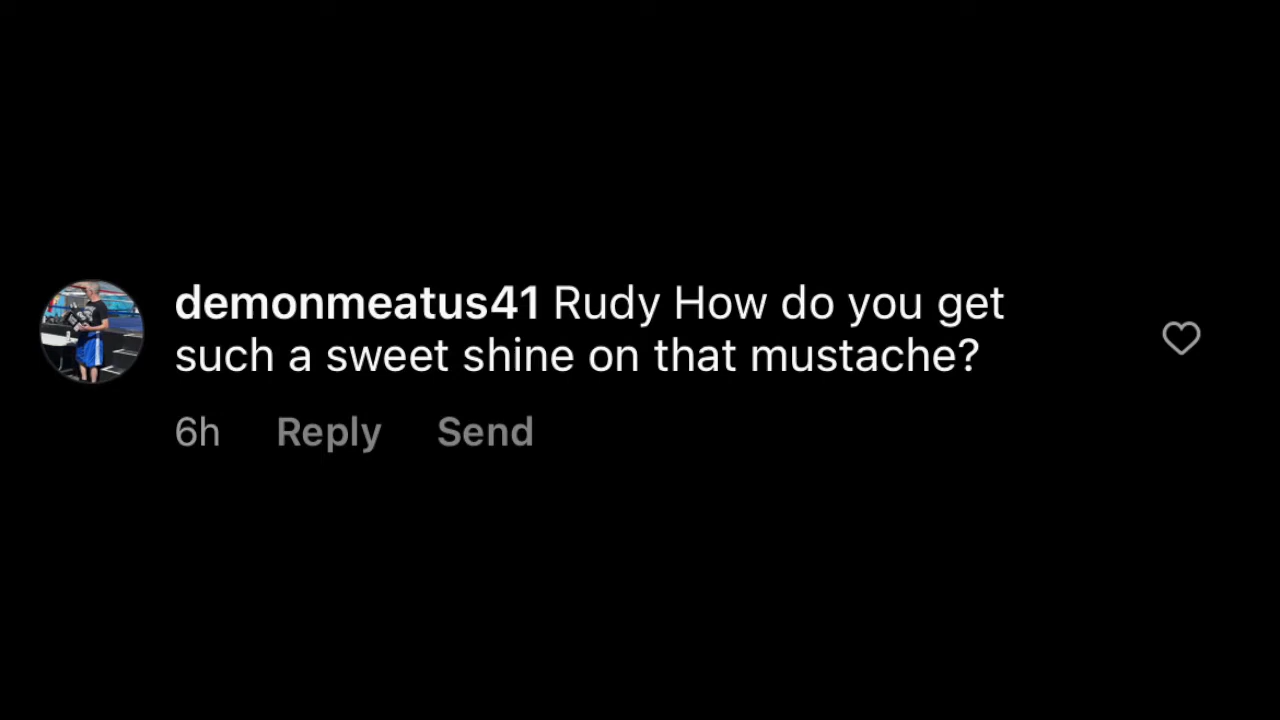 demonmeatus41 Rudy How do you get
such a sweet shine on that mustache?
6h Reply Send